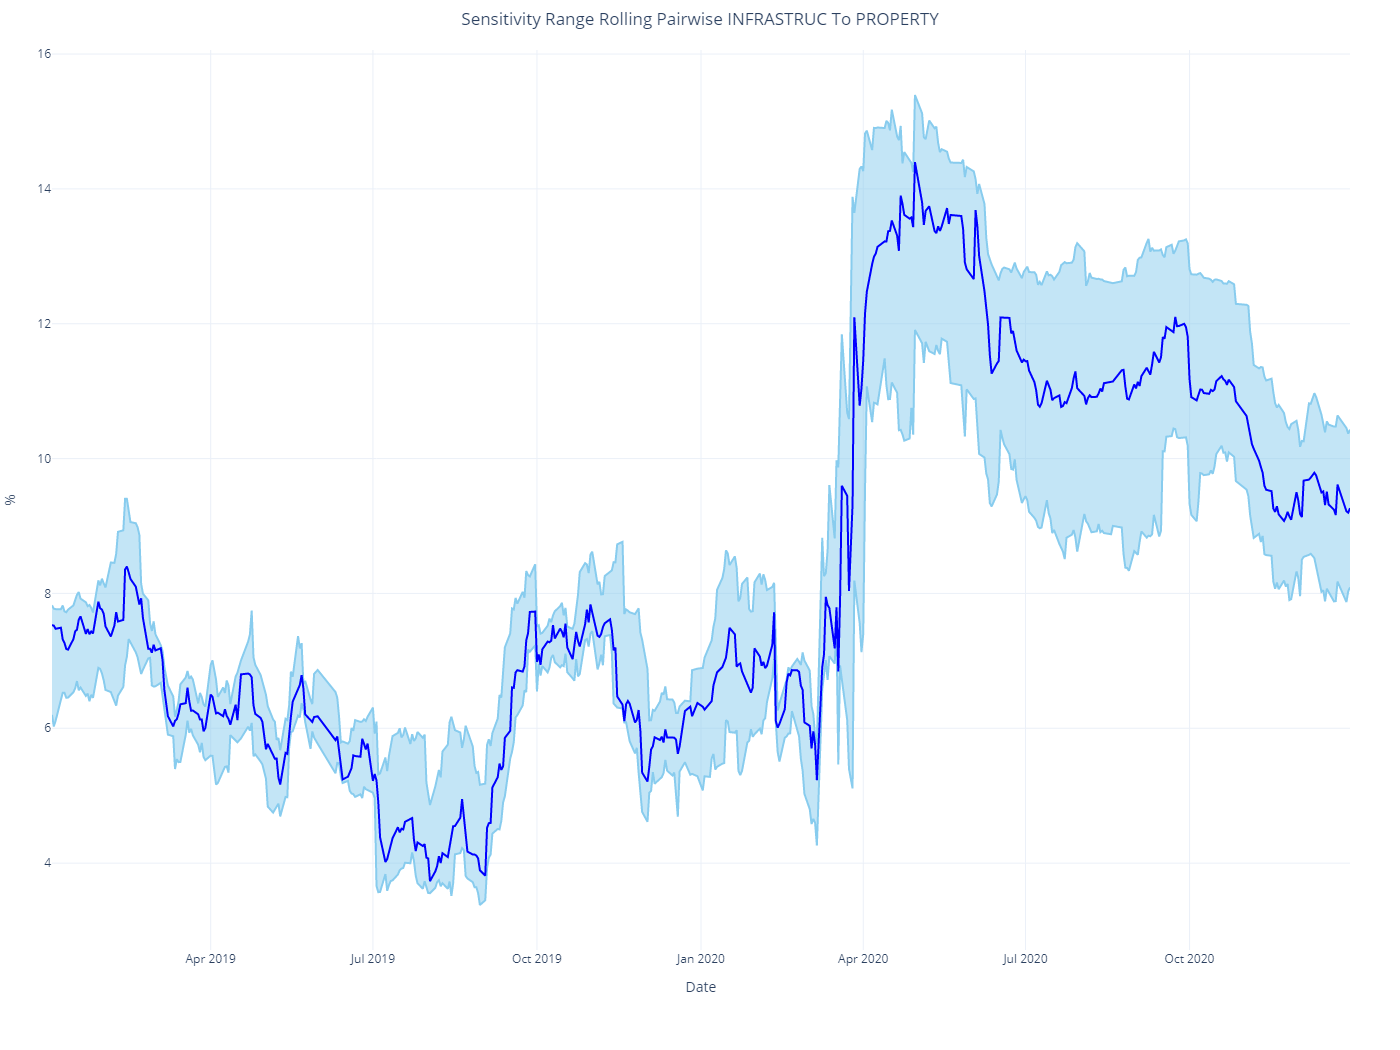 Sensitivity Range Rolling Pairwise INFRASTRUC To PROPERTY
16
14
12
10
8
6
4
%
Apr 2019
Jul 2019
Oct 2019
Jan 2020
Apr 2020
Jul 2020
Oct 2020
Date